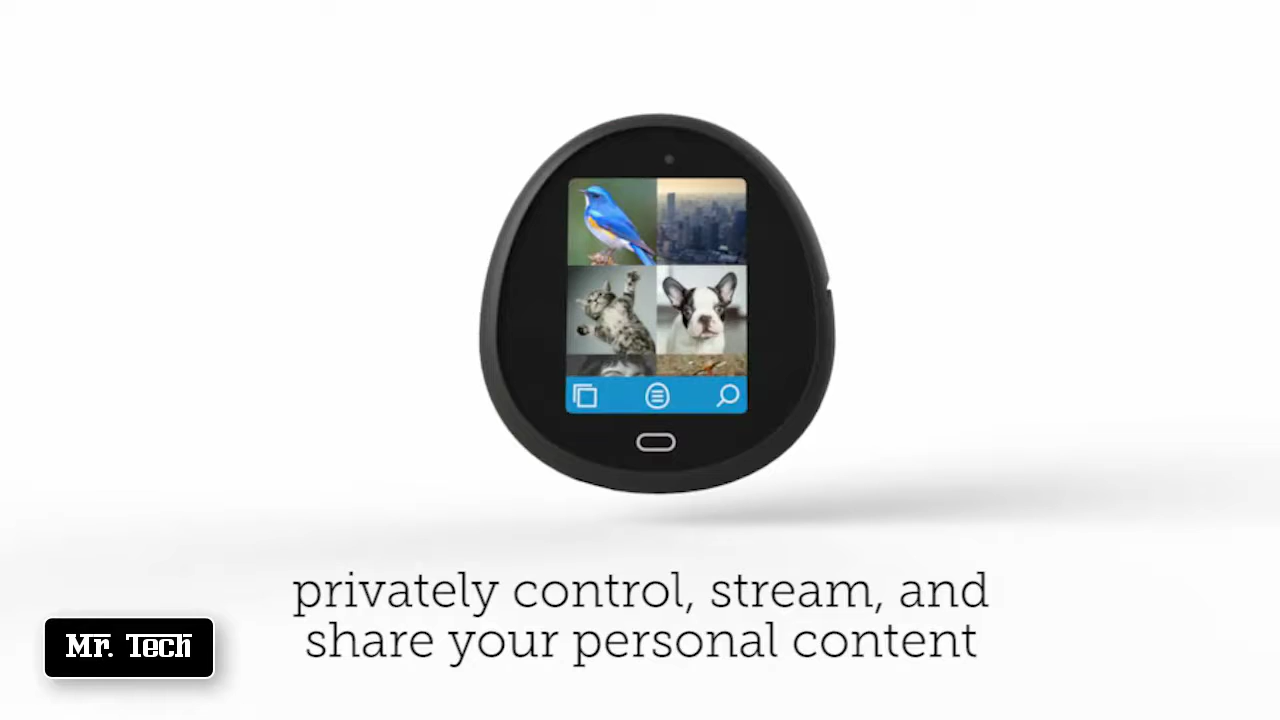 privately control, stream, and
share your personal content
Mr. Tech